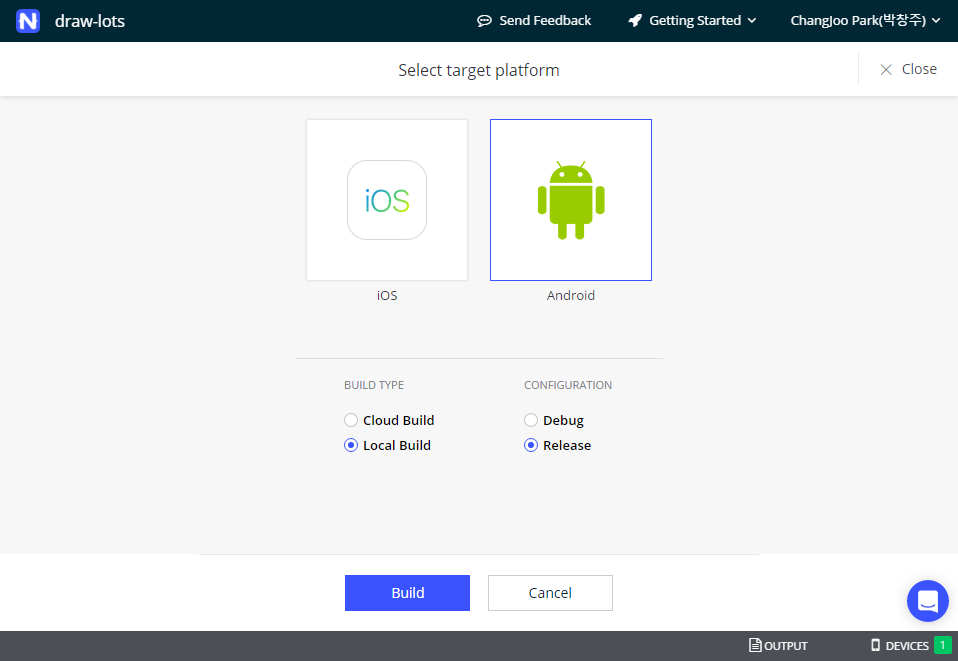 N draw-lots Send Feedback Getting Started ChangJoo Park(박창주)
Select target platform Close
iOS
iOS Android
BUILD TYPE CONFIGURATION
Cloud Build Debug
Local Build Release
Build Cancel
OUTPUT DEVICES 1